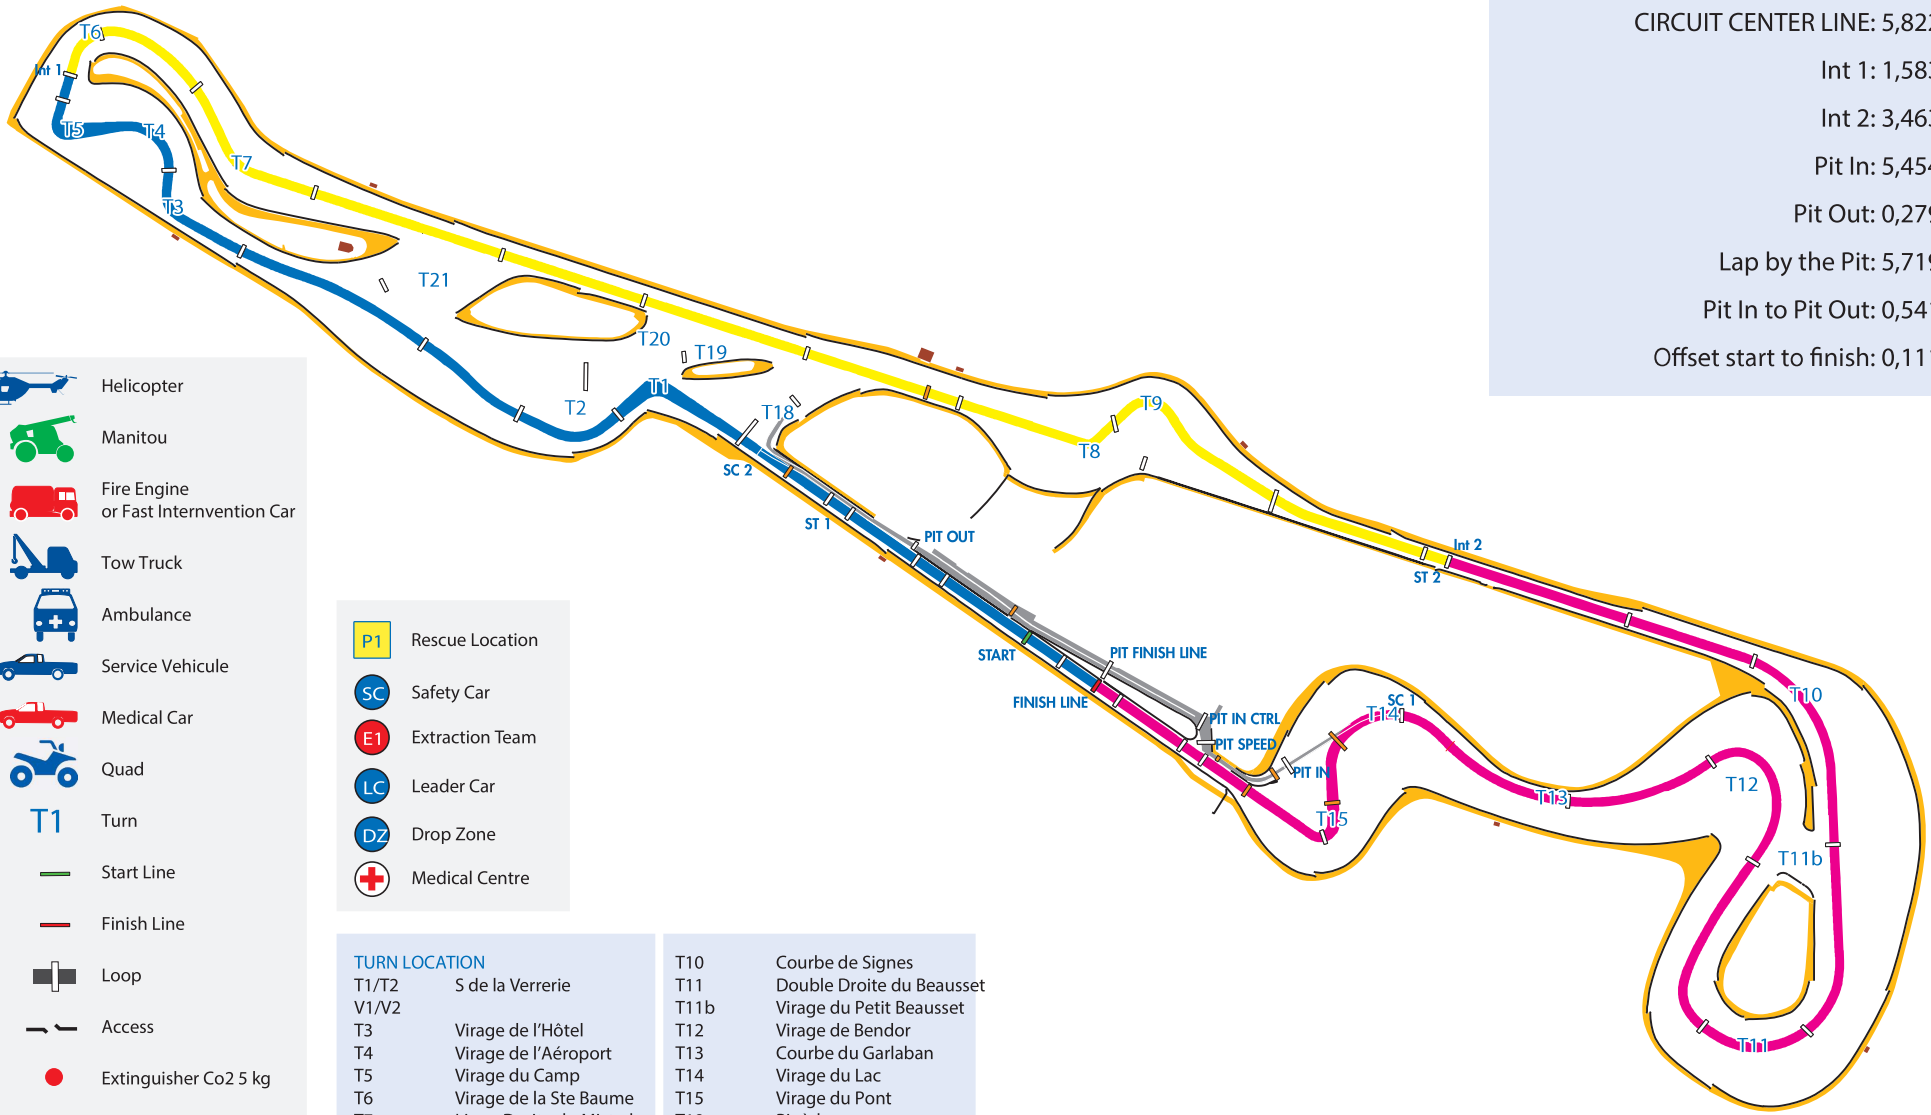 CIRCUIT CENTER LINE: 5,822
Int 1: 1,583
Int 2: 3,463
Pit In: 5,454
Pit Out: 0,279
Lap by the Pit: 5,719
Pit In to Pit Out: 0,541
Offset start to finish: 0,111
T6
Int 1
T5
T4
T7
T3
T21
T20
T19
T1
T2
T18
T9
T8
SC 2
ST 1
PIT OUT
Int 2
ST 2
START
PIT FINISH LINE
FINISH LINE
PIT IN CTRL
PIT SPEED
PIT IN
SC 1
T14
T10
T12
T13
T15
T11b
T11
Helicopter
Manitou
Fire Engine
or Fast Internvention Car
Tow Truck
Ambulance
Service Vehicule
Medical Car
Quad
T1 Turn
Start Line
Finish Line
Loop
Access
Extinguisher Co2 5 kg
P1 Rescue Location
SC Safety Car
E1 Extraction Team
LC Leader Car
DZ Drop Zone
Medical Centre
TURN LOCATION
T1/T2 S de la Verrerie
V1/V2
T3 Virage de l’Hôtel
T4 Virage de l’Aéroport
T5 Virage du Camp
T6 Virage de la Ste Baume
T10 Courbe de Signes
T11 Double Droite du Beausset
T11b Virage du Petit Beausset
T12 Virage de Bendor
T13 Courbe du Garlaban
T14 Virage du Lac
T15 Virage du Pont